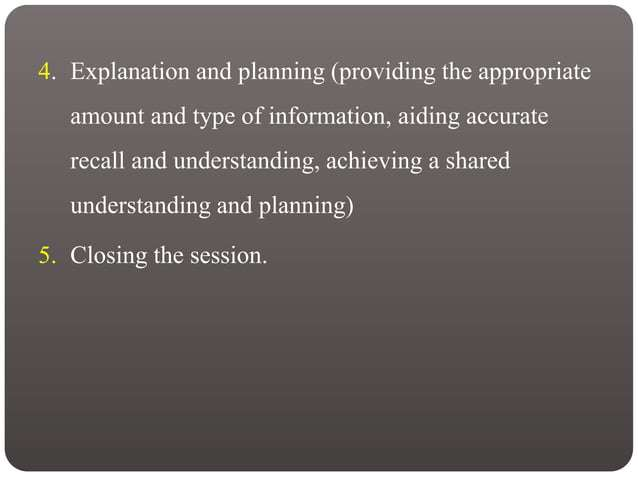 4. Explanation and planning (providing the appropriate
amount and type of information, aiding accurate
recall and understanding, achieving a shared
understanding and planning)
5. Closing the session.